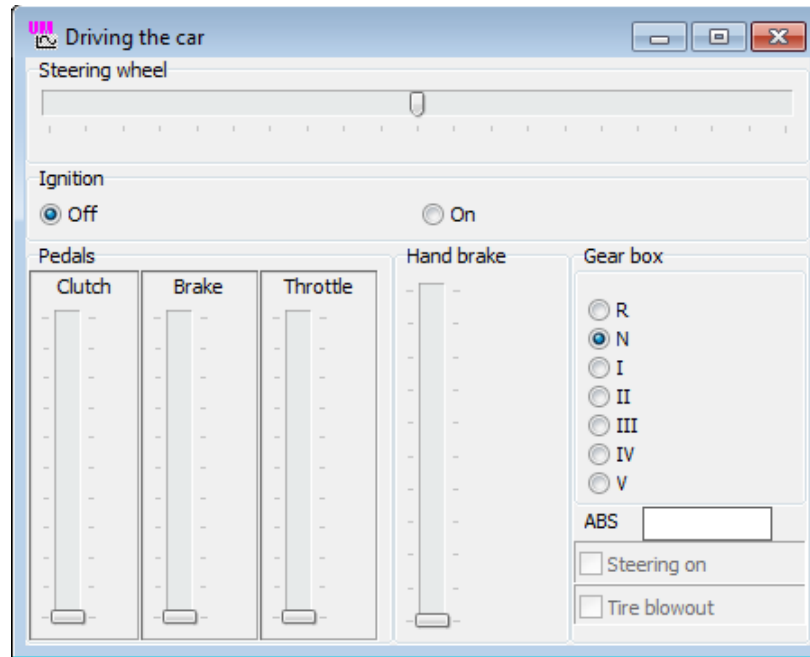 UM
Driving the car
Steering wheel
Ignition
Off On
Pedals Hand brake Gear box
Clutch Brake Throttle
R
N
I
II
III
IV
V
ABS
Steering on
Tire blowout